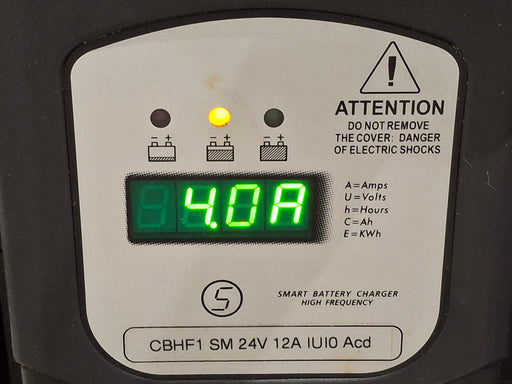 ATTENTION
DO NOT REMOVE
THE COVER: DANGER
OF ELECTRIC SHOCKS
- +
- +
- +
4.0A
A=Amps
U=Volts
h=Hours
C=Ah
E=KWh
S
SMART BATTERY CHARGER
HIGH FREQUENCY
CBHF1 SM 24V 12A IUI0 Acd